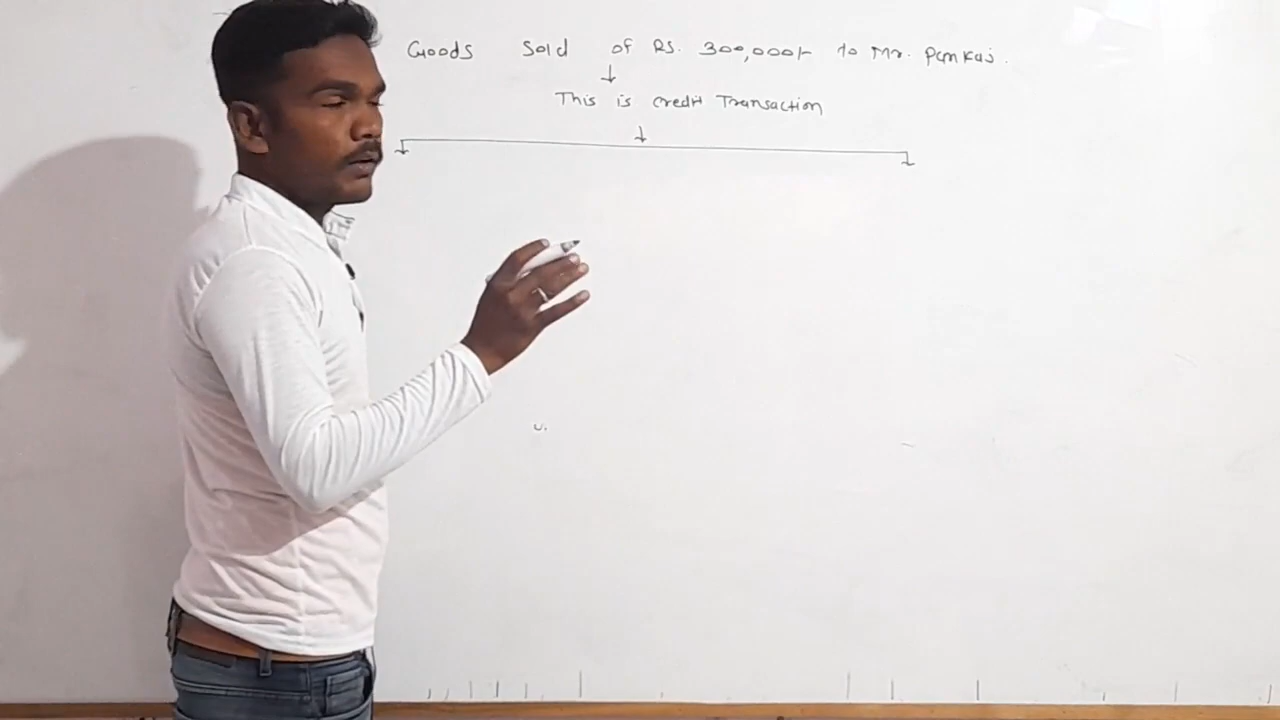 Goods Sold of Rs. 300,000/- to Mr. Pankaj.
This is credit Transaction